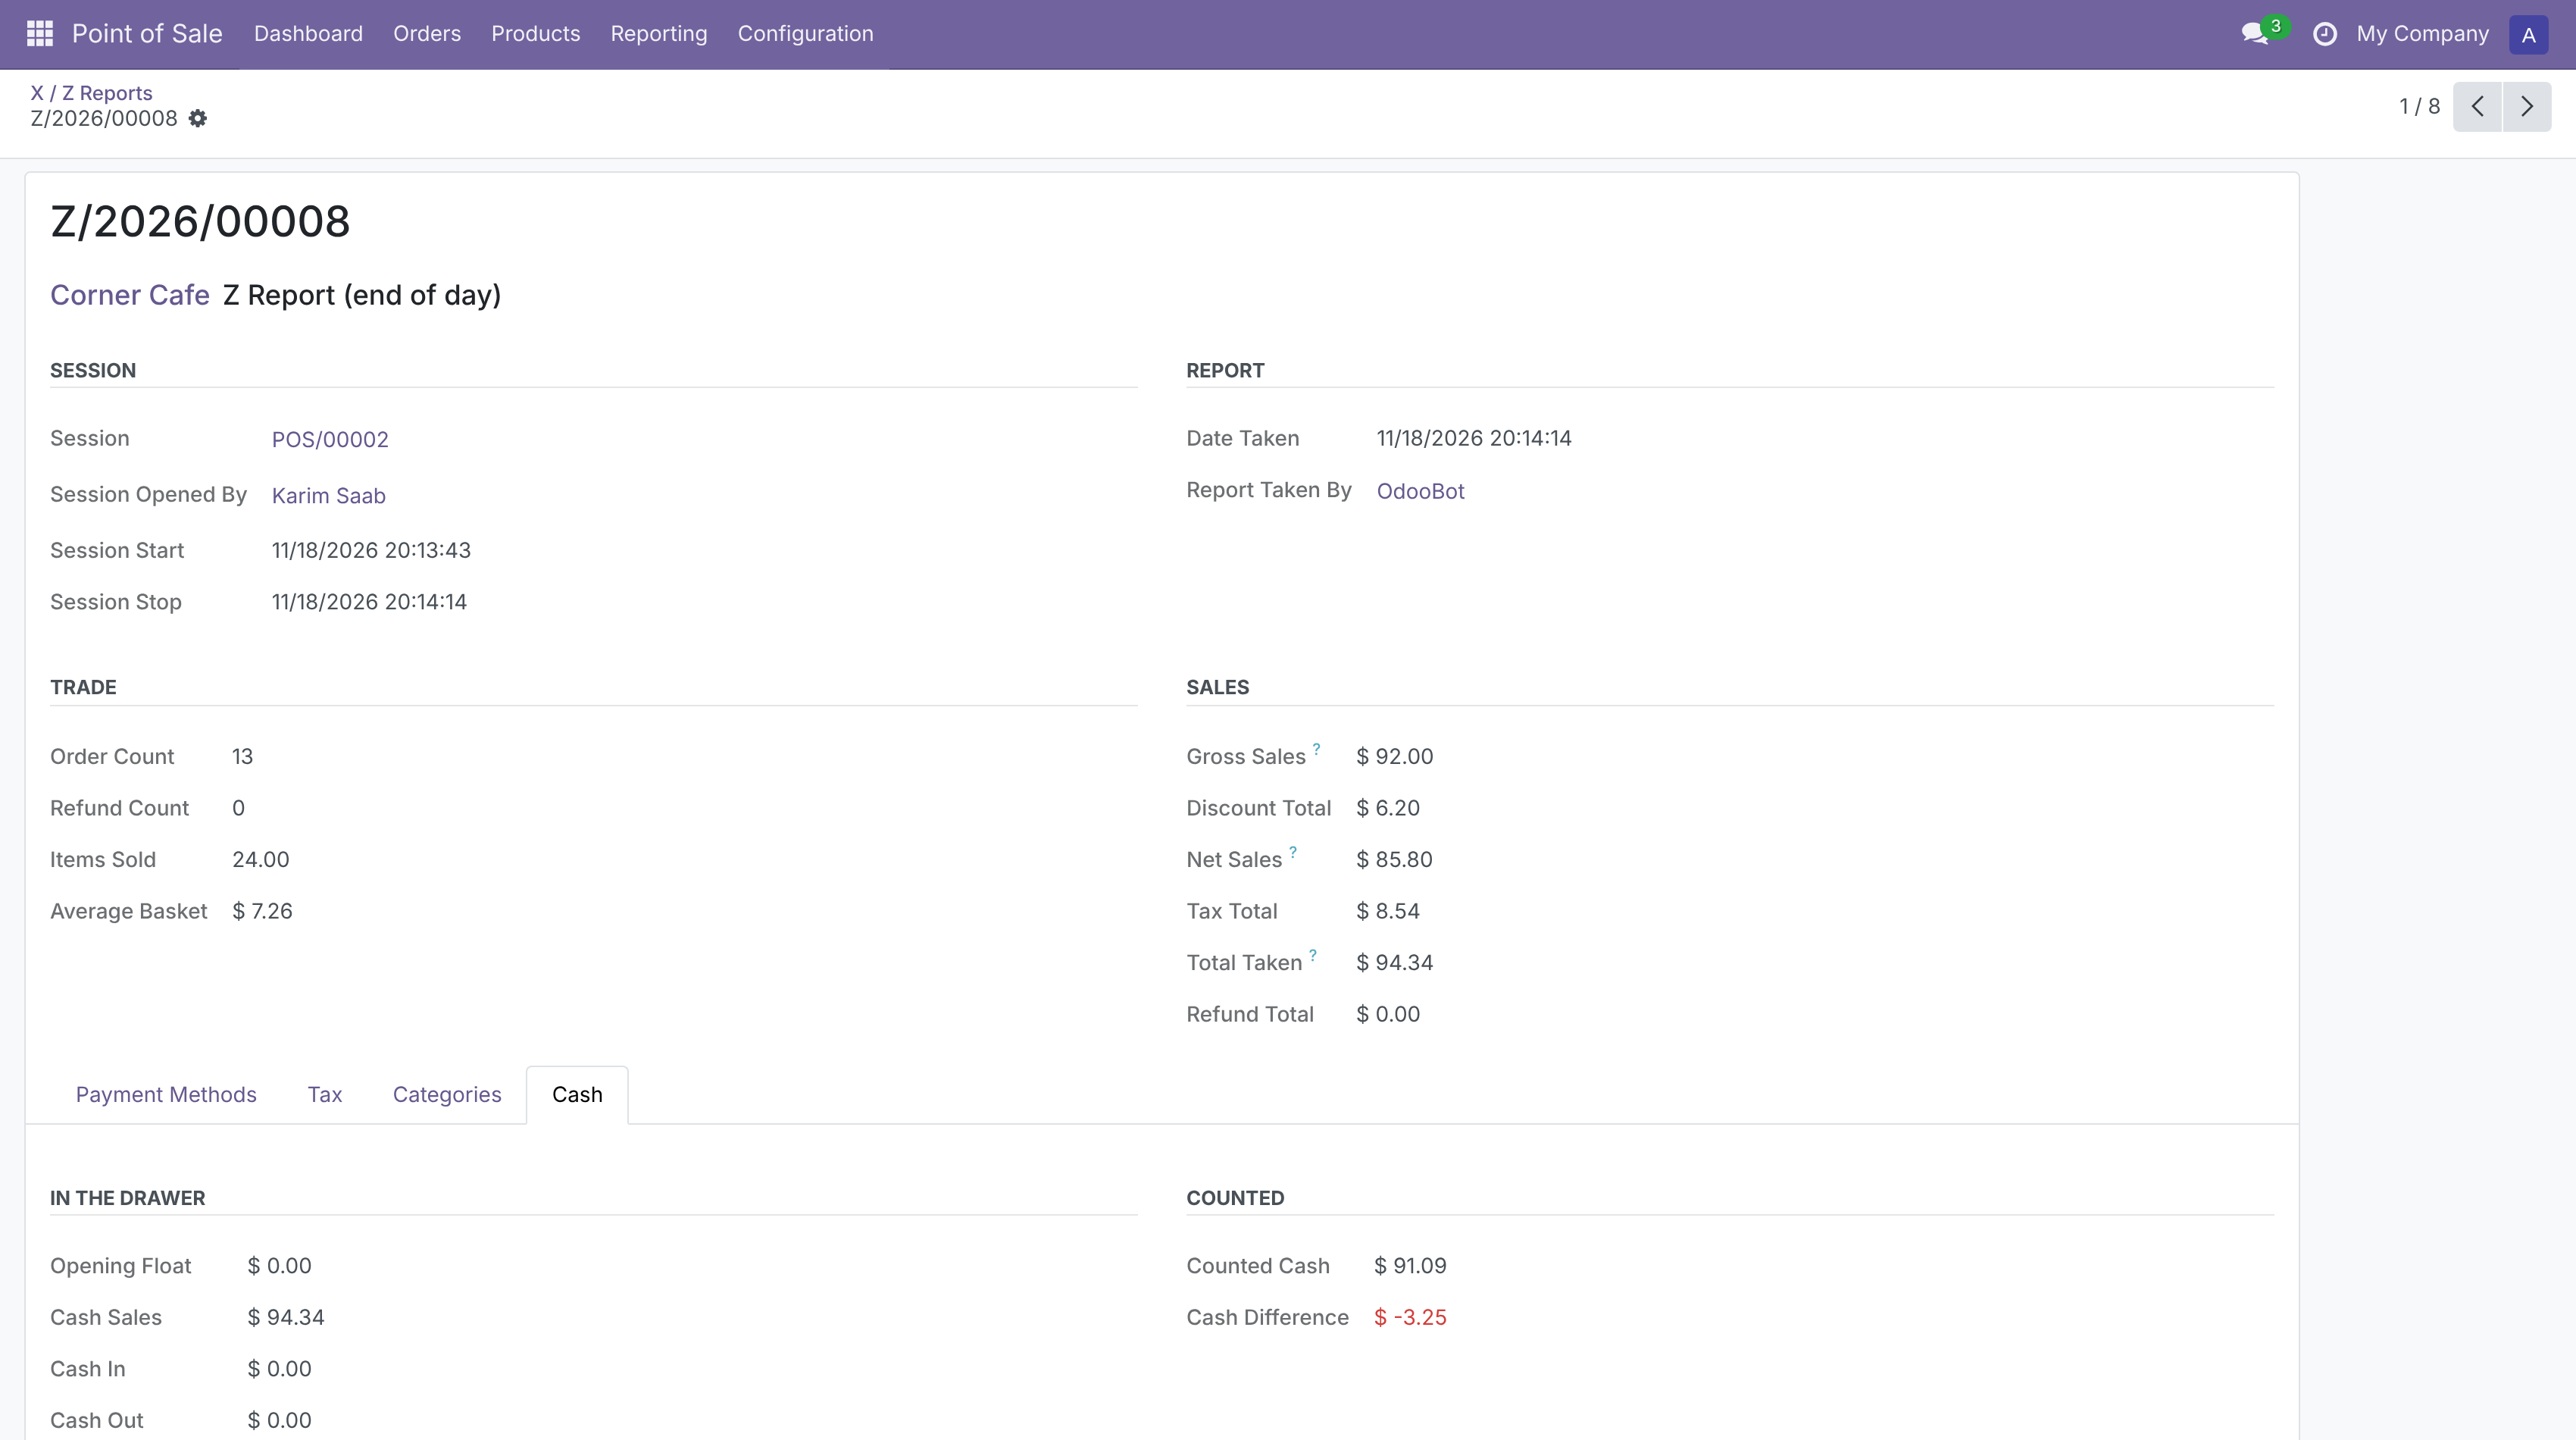 Point of Sale Dashboard Orders Products Reporting Configuration 3 My Company A
X / Z Reports
Z/2026/00008
1 / 8
Z/2026/00008
Corner Cafe Z Report (end of day)
SESSION
Session POS/00002
Session Opened By Karim Saab
Session Start 11/18/2026 20:13:43
Session Stop 11/18/2026 20:14:14
REPORT
Date Taken 11/18/2026 20:14:14
Report Taken By OdooBot
TRADE
Order Count 13
Refund Count 0
Items Sold 24.00
Average Basket $ 7.26
SALES
Gross Sales ? $ 92.00
Discount Total $ 6.20
Net Sales ? $ 85.80
Tax Total $ 8.54
Total Taken ? $ 94.34
Refund Total $ 0.00
Payment Methods Tax Categories Cash
IN THE DRAWER
Opening Float $ 0.00
Cash Sales $ 94.34
Cash In $ 0.00
Cash Out $ 0.00
COUNTED
Counted Cash $ 91.09
Cash Difference $ -3.25